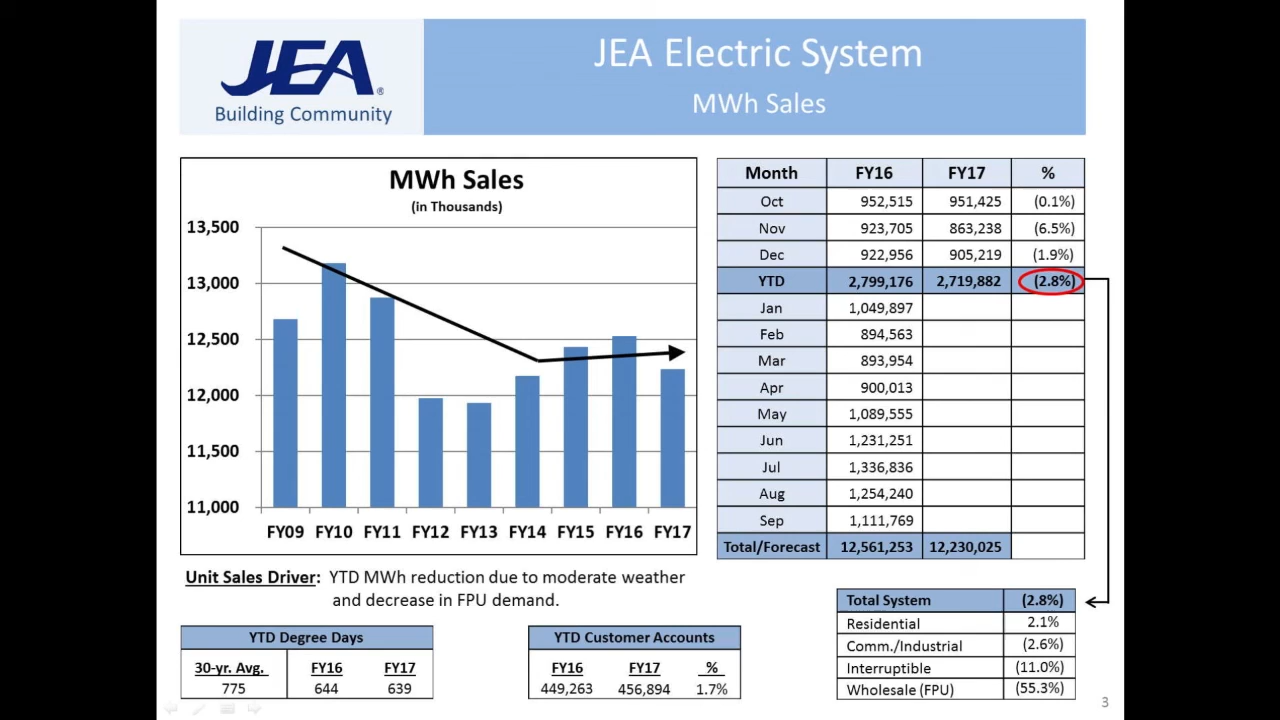 JEA®
Building Community
JEA Electric System
MWh Sales
MWh Sales
(in Thousands)
13,500
13,000
12,500
12,000
11,500
11,000
FY09 FY10 FY11 FY12 FY13 FY14 FY15 FY16 FY17
Month FY16 FY17 %
Oct 952,515 951,425 (0.1%)
Nov 923,705 863,238 (6.5%)
Dec 922,956 905,219 (1.9%)
YTD 2,799,176 2,719,882 (2.8%)
Jan 1,049,897
Feb 894,563
Mar 893,954
Apr 900,013
May 1,089,555
Jun 1,231,251
Jul 1,336,836
Aug 1,254,240
Sep 1,111,769
Total/Forecast 12,561,253 12,230,025
Unit Sales Driver: YTD MWh reduction due to moderate weather
and decrease in FPU demand.
YTD Degree Days
30-yr. Avg. FY16 FY17
775 644 639
YTD Customer Accounts
FY16 FY17 %
449,263 456,894 1.7%
Total System (2.8%)
Residential 2.1%
Comm./Industrial (2.6%)
Interruptible (11.0%)
Wholesale (FPU) (55.3%)
3